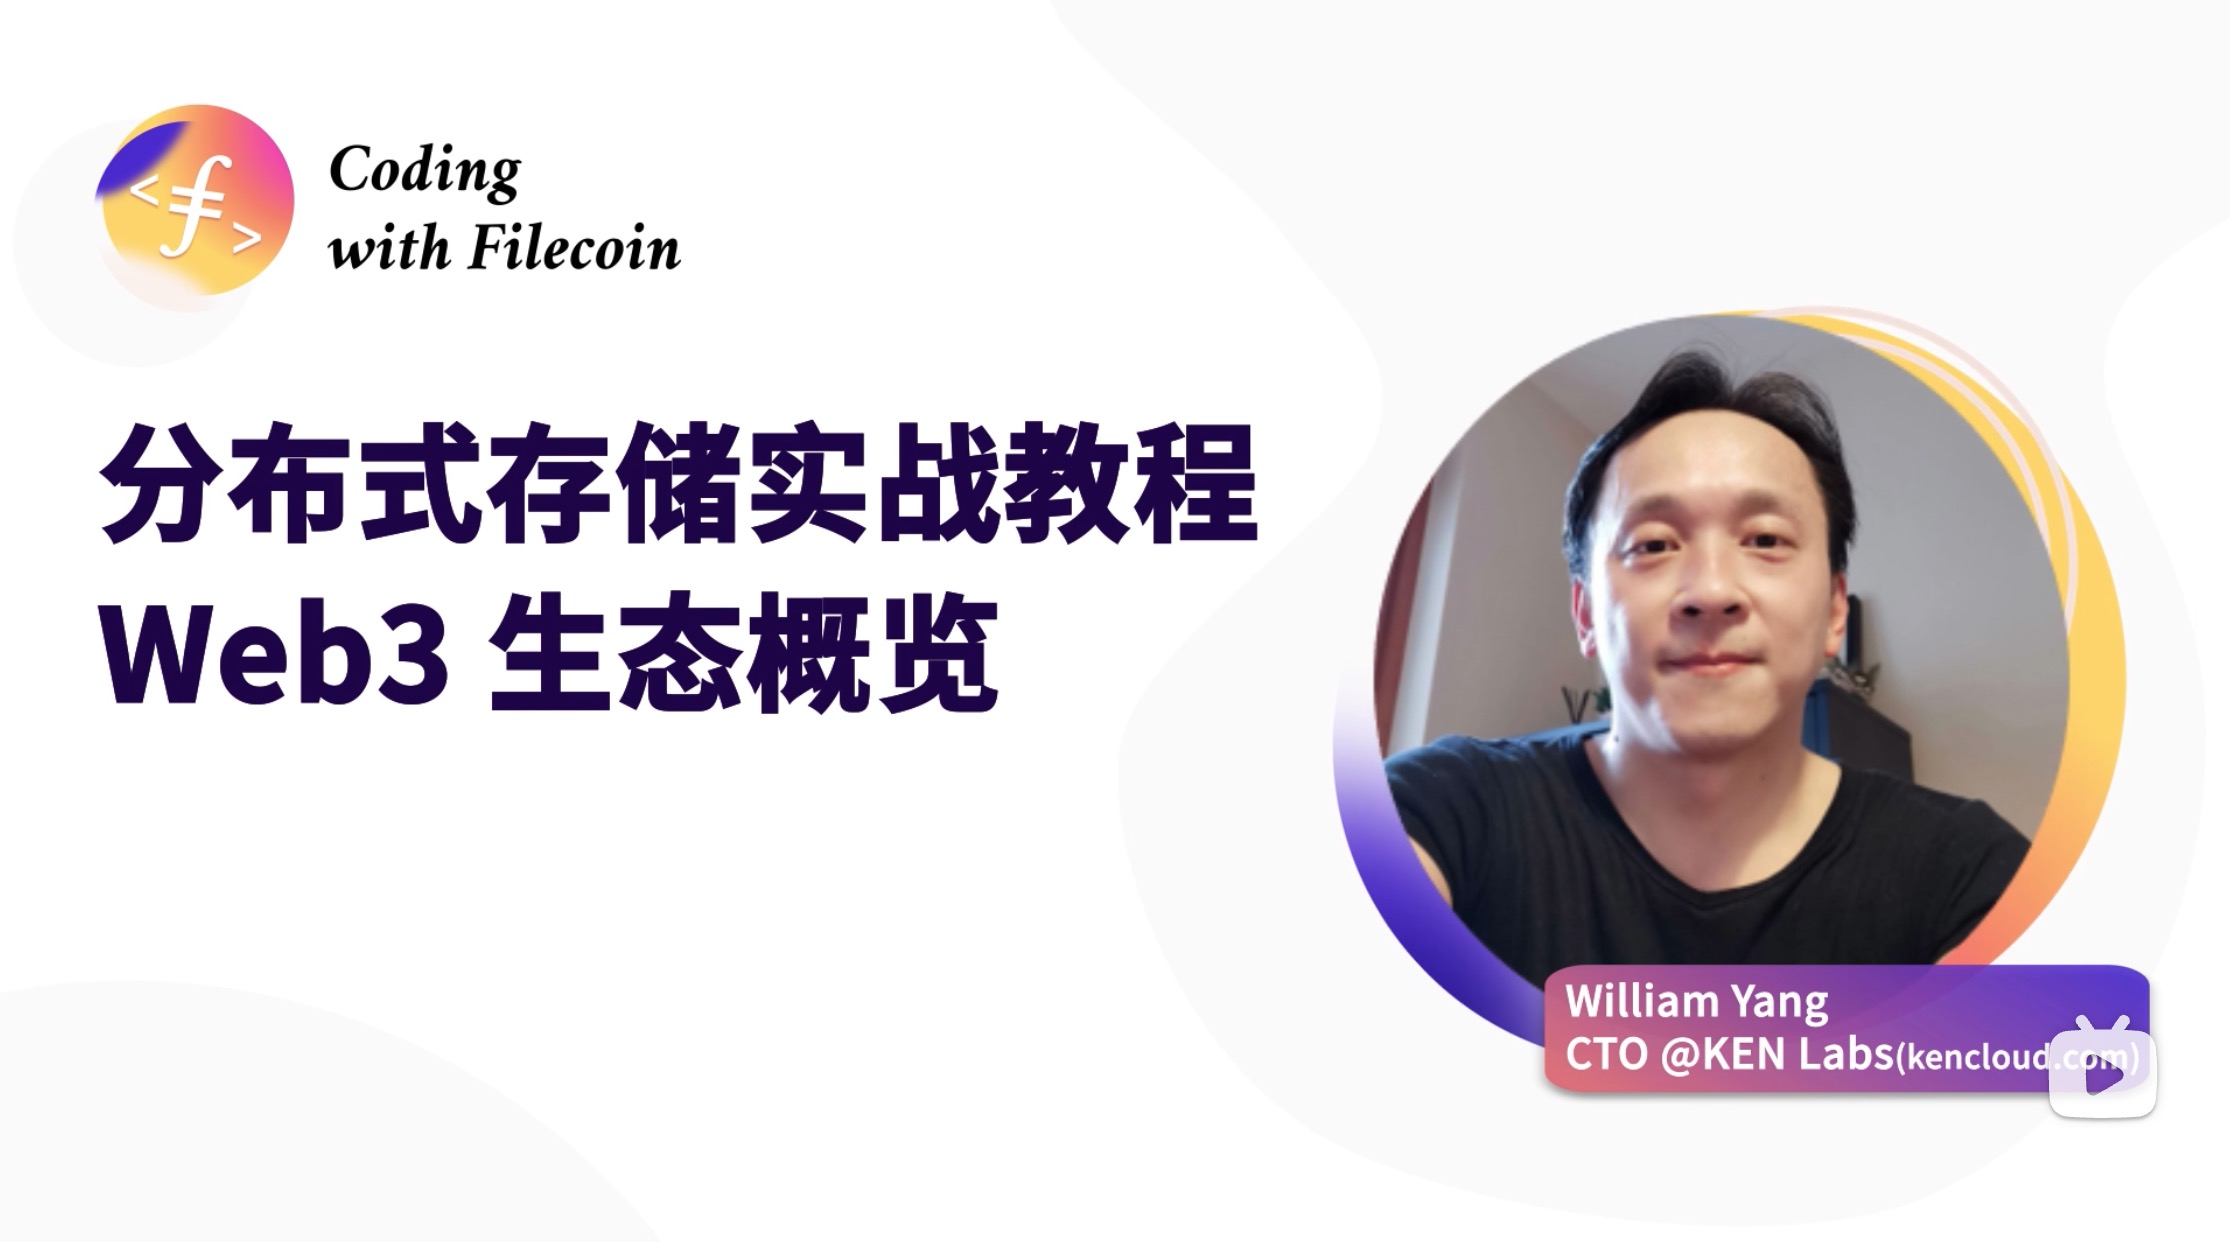 <f>
Coding
with Filecoin
分布式存储实战教程
Web3 生态概览
William Yang
CTO @KEN Labs(kencloud.com)